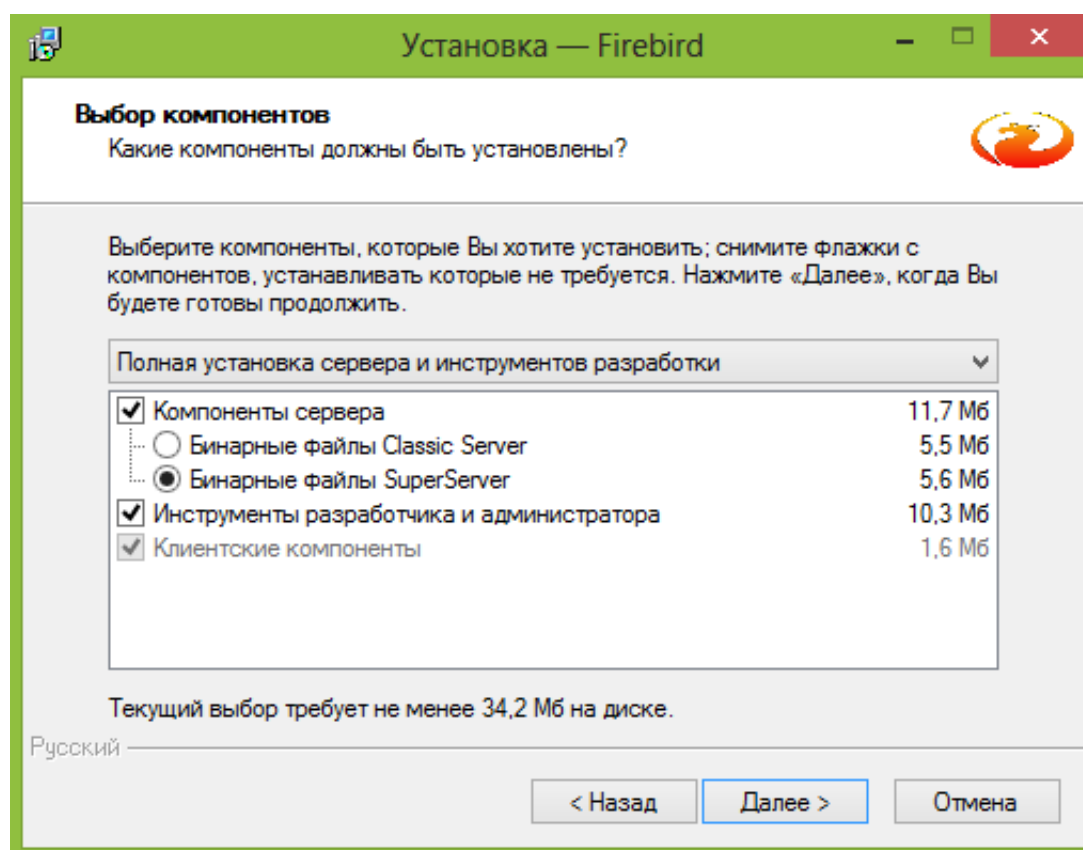 Установка — Firebird
Выбор компонентов
Какие компоненты должны быть установлены?
Выберите компоненты, которые Вы хотите установить; снимите флажки с
компонентов, устанавливать которые не требуется. Нажмите «Далее», когда Вы
будете готовы продолжить.
Полная установка сервера и инструментов разработки
Компоненты сервера 11,7 Мб
Бинарные файлы Classic Server 5,5 Мб
Бинарные файлы SuperServer 5,6 Мб
Инструменты разработчика и администратора 10,3 Мб
Клиентские компоненты 1,6 Мб
Текущий выбор требует не менее 34,2 Мб на диске.
Русский
< Назад Далее > Отмена